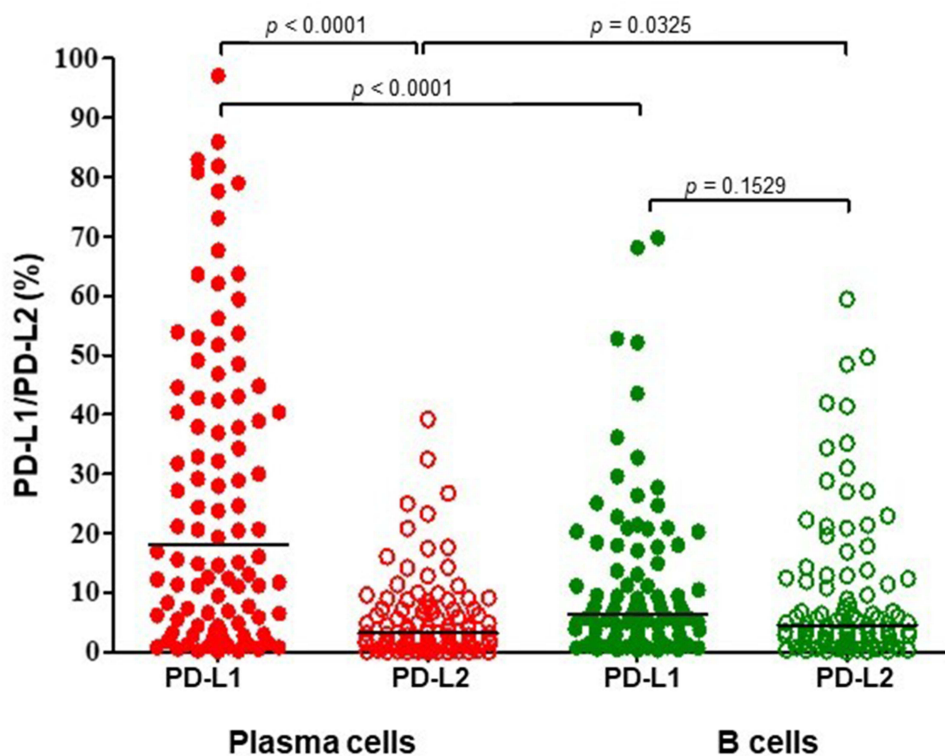 p < 0.0001
p = 0.0325
p < 0.0001
p = 0.1529
PD-L1/PD-L2 (%)
100
90
80
70
60
50
40
30
20
10
0
PD-L1 PD-L2 PD-L1 PD-L2
Plasma cells B cells